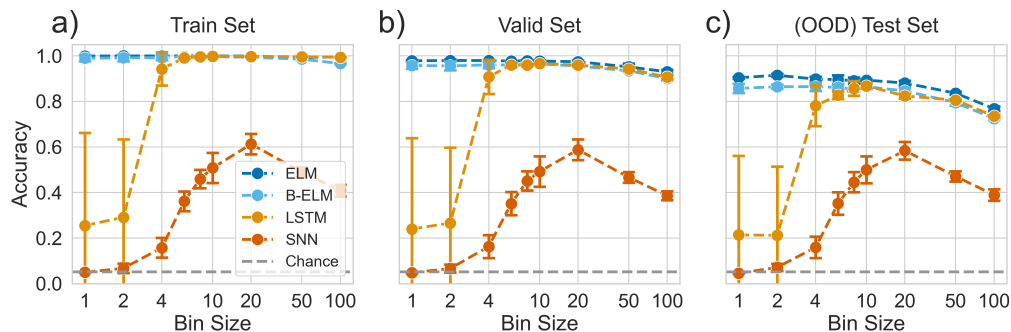 a) Train Set
b) Valid Set
c) (OOD) Test Set
Accuracy
1.0
0.8
0.6
0.4
0.2
0.0
ELM
B-ELM
LSTM
SNN
Chance
1 2 4 10 20 50 100
1 2 4 10 20 50 100
1 2 4 10 20 50 100
Bin Size
Bin Size
Bin Size